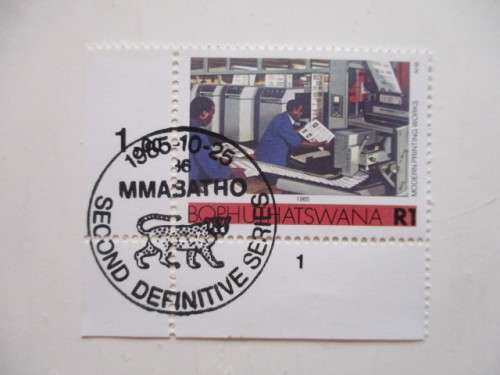 1
1985-10-25
MMABATHO
SECOND DEFINITIVE SERIES
MODERN PRINTING WORKS
1985
BOPHUTHATSWANA R1
1